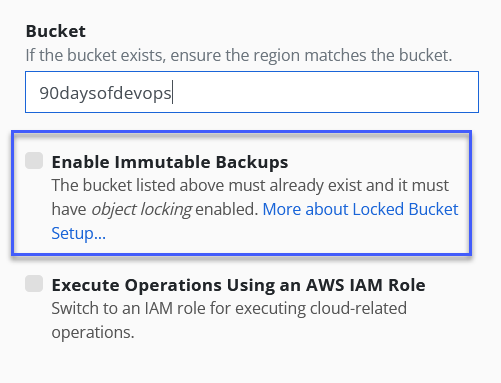 Bucket
If the bucket exists, ensure the region matches the bucket.
90daysofdevops
Enable Immutable Backups
The bucket listed above must already exist and it must
have object locking enabled. More about Locked Bucket
Setup...
Execute Operations Using an AWS IAM Role
Switch to an IAM role for executing cloud-related
operations.